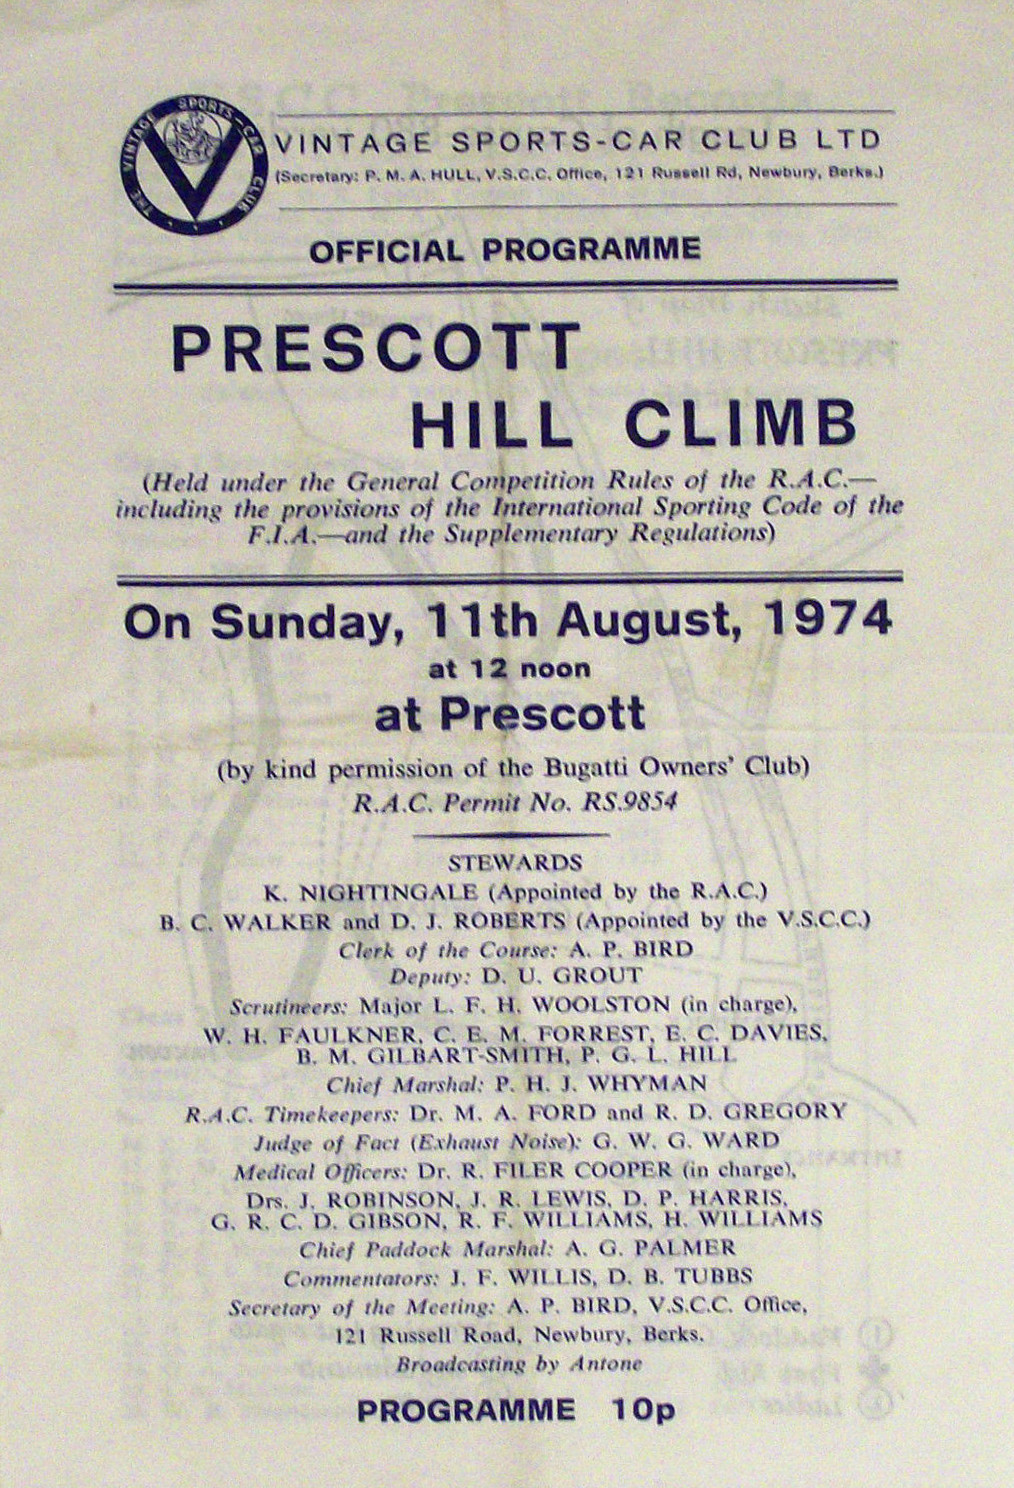 THE VINTAGE SPORTS-CAR CLUB
VINTAGE SPORTS-CAR CLUB LTD
(Secretary: P. M. A. HULL, V.S.C.C. Office, 121 Russell Rd, Newbury, Berks.)
OFFICIAL PROGRAMME
PRESCOTT
HILL CLIMB
(Held under the General Competition Rules of the R.A.C.—
including the provisions of the International Sporting Code of the
F.I.A.—and the Supplementary Regulations)
On Sunday, 11th August, 1974
at 12 noon
at Prescott
(by kind permission of the Bugatti Owners' Club)
R.A.C. Permit No. RS.9854
STEWARDS
K. NIGHTINGALE (Appointed by the R.A.C.)
B. C. WALKER and D. J. ROBERTS (Appointed by the V.S.C.C.)
Clerk of the Course: A. P. BIRD
Deputy: D. U. GROUT
Scrutineers: Major L. F. H. WOOLSTON (in charge),
W. H. FAULKNER, C. E. M. FORREST, E. C. DAVIES,
B. M. GILBART-SMITH, P. G. L. HILL
Chief Marshal: P. H. J. WHYMAN
R.A.C. Timekeepers: Dr. M. A. FORD and R. D. GREGORY
Judge of Fact (Exhaust Noise): G. W. G. WARD
Medical Officers: Dr. R. FILER COOPER (in charge),
Drs. J. ROBINSON, J. R. LEWIS, D. P. HARRIS,
G. R. C. D. GIBSON, R. F. WILLIAMS, H. WILLIAMS
Chief Paddock Marshal: A. G. PALMER
Commentators: J. F. WILLIS, D. B. TUBBS
Secretary of the Meeting: A. P. BIRD, V.S.C.C. Office,
121 Russell Road, Newbury, Berks.
Broadcasting by Antone
PROGRAMME 10p